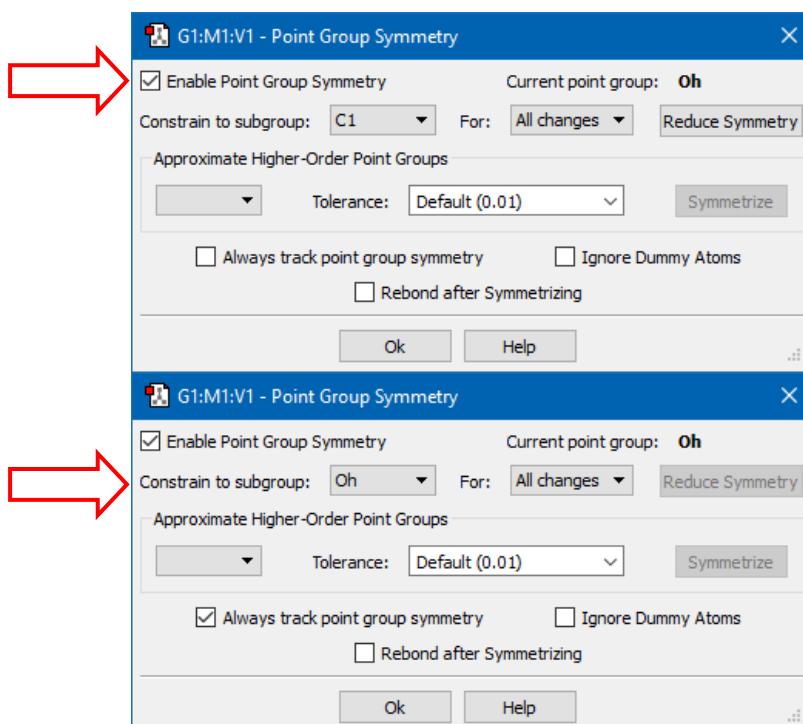 G1:M1:V1 - Point Group Symmetry
Enable Point Group Symmetry Current point group: Oh
Constrain to subgroup: C1 For: All changes Reduce Symmetry
Approximate Higher-Order Point Groups
Tolerance: Default (0.01) Symmetrize
Always track point group symmetry Ignore Dummy Atoms
Rebond after Symmetrizing
Ok Help
G1:M1:V1 - Point Group Symmetry
Enable Point Group Symmetry Current point group: Oh
Constrain to subgroup: Oh For: All changes Reduce Symmetry
Approximate Higher-Order Point Groups
Tolerance: Default (0.01) Symmetrize
Always track point group symmetry Ignore Dummy Atoms
Rebond after Symmetrizing
Ok Help